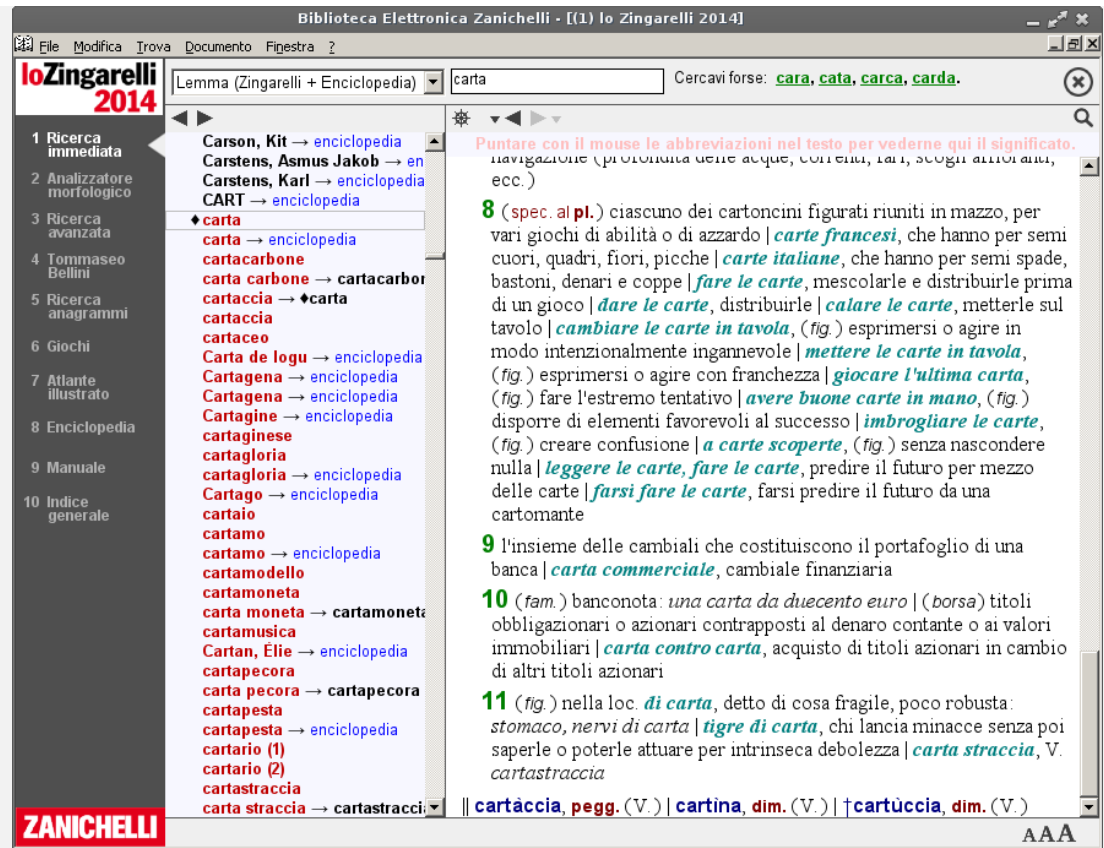 Biblioteca Elettronica Zanichelli - [(1) lo Zingarelli 2014]
File Modifica Trova Documento Finestra ?
loZingarelli
2014
Lemma (Zingarelli + Enciclopedia)
carta
Cercavi forse: cara, cata, carca, carda.
1 Ricerca
immediata
2 Analizzatore
morfologico
3 Ricerca
avanzata
4 Tommaseo
Bellini
5 Ricerca
anagrammi
6 Giochi
7 Atlante
illustrato
8 Enciclopedia
9 Manuale
10 Indice
generale
ZANICHELLI
Carson, Kit → enciclopedia
Carstens, Asmus Jakob → en
Carstens, Karl → enciclopedia
CART → enciclopedia
♦carta
carta → enciclopedia
cartacarbone
carta carbone → cartacarbor
cartaccia → ♦carta
cartaccia
cartaceo
Carta de Iogu → enciclopedia
Cartagena → enciclopedia
Cartagena → enciclopedia
Cartagine → enciclopedia
cartaginese
cartagloria
cartagloria → enciclopedia
Cartago → enciclopedia
cartaio
cartamo
cartamo → enciclopedia
cartamodello
cartamoneta
carta moneta → cartamoneta
cartamusica
Cartan, Élie → enciclopedia
cartapecora
carta pecora → cartapecora
cartapesta
cartapesta → enciclopedia
cartario (1)
cartario (2)
cartastraccia
carta straccia → cartastracci
Puntare con il mouse le abbreviazioni nel testo per vederne qui il significato.
navigazione (profondità delle acque, correnti, fari, scogli affioranti,
ecc.)
8 (spec. al pl.) ciascuno dei cartoncini figurati riuniti in mazzo, per
vari giochi di abilità o di azzardo | carte francesi, che hanno per semi
cuori, quadri, fiori, picche | carte italiane, che hanno per semi spade,
bastoni, denari e coppe | fare le carte, mescolarle e distribuirle prima
di un gioco | dare le carte, distribuirle | calare le carte, metterle sul
tavolo | cambiare le carte in tavola, (fig.) esprimersi o agire in
modo intenzionalmente ingannevole | mettere le carte in tavola,
(fig.) esprimersi o agire con franchezza | giocare l'ultima carta,
(fig.) fare l'estremo tentativo | avere buone carte in mano, (fig.)
disporre di elementi favorevoli al successo | imbrogliare le carte,
(fig.) creare confusione | a carte scoperte, (fig.) senza nascondere
nulla | leggere le carte, fare le carte, predire il futuro per mezzo
delle carte | farsi fare le carte, farsi predire il futuro da una
cartomante
9 l'insieme delle cambiali che costituiscono il portafoglio di una
banca | carta commerciale, cambiale finanziaria
10 (fam.) banconota: una carta da duecento euro | (borsa) titoli
obbligazionari o azionari contrapposti al denaro contante o ai valori
immobiliari | carta contro carta, acquisto di titoli azionari in cambio
di altri titoli azionari
11 (fig.) nella loc. di carta, detto di cosa fragile, poco robusta:
stomaco, nervi di carta | tigre di carta, chi lancia minacce senza poi
saperle o poterle attuare per intrinseca debolezza | carta straccia, V.
cartastraccia
|| cartàccia, pegg. (V.) | cartìna, dim. (V.) | †cartùccia, dim. (V.)
AAA